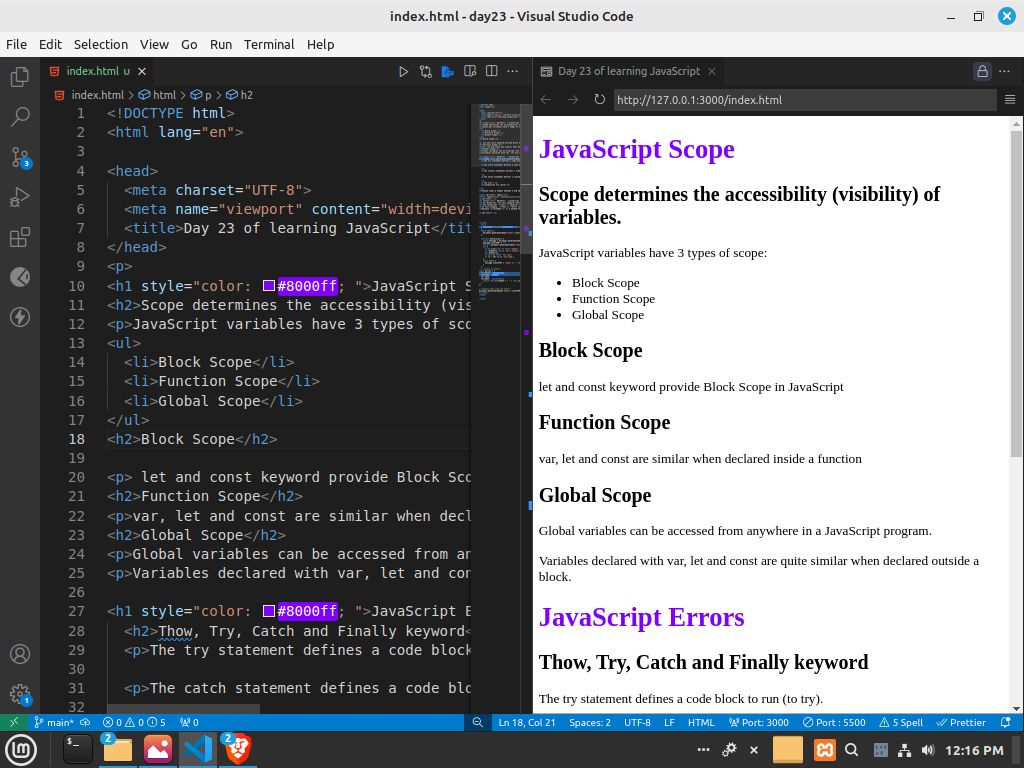 index.html - day23 - Visual Studio Code
File Edit Selection View Go Run Terminal Help
index.html U
index.html > html > p > h2
1 <!DOCTYPE html>
2 <html lang="en">
3
4 <head>
5 <meta charset="UTF-8">
6 <meta name="viewport" content="width=devi
7 <title>Day 23 of learning JavaScript</tit
8 </head>
9 <p>
10 <h1 style="color: #8000ff; ">JavaScript S
11 <h2>Scope determines the accessibility (vis
12 <p>JavaScript variables have 3 types of sco
13 <ul>
14 <li>Block Scope</li>
15 <li>Function Scope</li>
16 <li>Global Scope</li>
17 </ul>
18 <h2>Block Scope</h2>
19
20 <p> let and const keyword provide Block Sco
21 <h2>Function Scope</h2>
22 <p>var, let and const are similar when decl
23 <h2>Global Scope</h2>
24 <p>Global variables can be accessed from an
25 <p>Variables declared with var, let and con
26
27 <h1 style="color: #8000ff; ">JavaScript E
28 <h2>Thow, Try, Catch and Finally keyword<
29 <p>The try statement defines a code block
30
31 <p>The catch statement defines a code blo
32
Day 23 of learning JavaScript
http://127.0.0.1:3000/index.html
JavaScript Scope
Scope determines the accessibility (visibility) of
variables.
JavaScript variables have 3 types of scope:
• Block Scope
• Function Scope
• Global Scope
Block Scope
let and const keyword provide Block Scope in JavaScript
Function Scope
var, let and const are similar when declared inside a function
Global Scope
Global variables can be accessed from anywhere in a JavaScript program.
Variables declared with var, let and const are quite similar when declared outside a
block.
JavaScript Errors
Thow, Try, Catch and Finally keyword
The try statement defines a code block to run (to try).
3
1
main* 0 0 5 0 Ln 18, Col 21 Spaces: 2 UTF-8 LF HTML Port: 3000 Port : 5500 5 Spell Prettier
2 2 12:16 PM